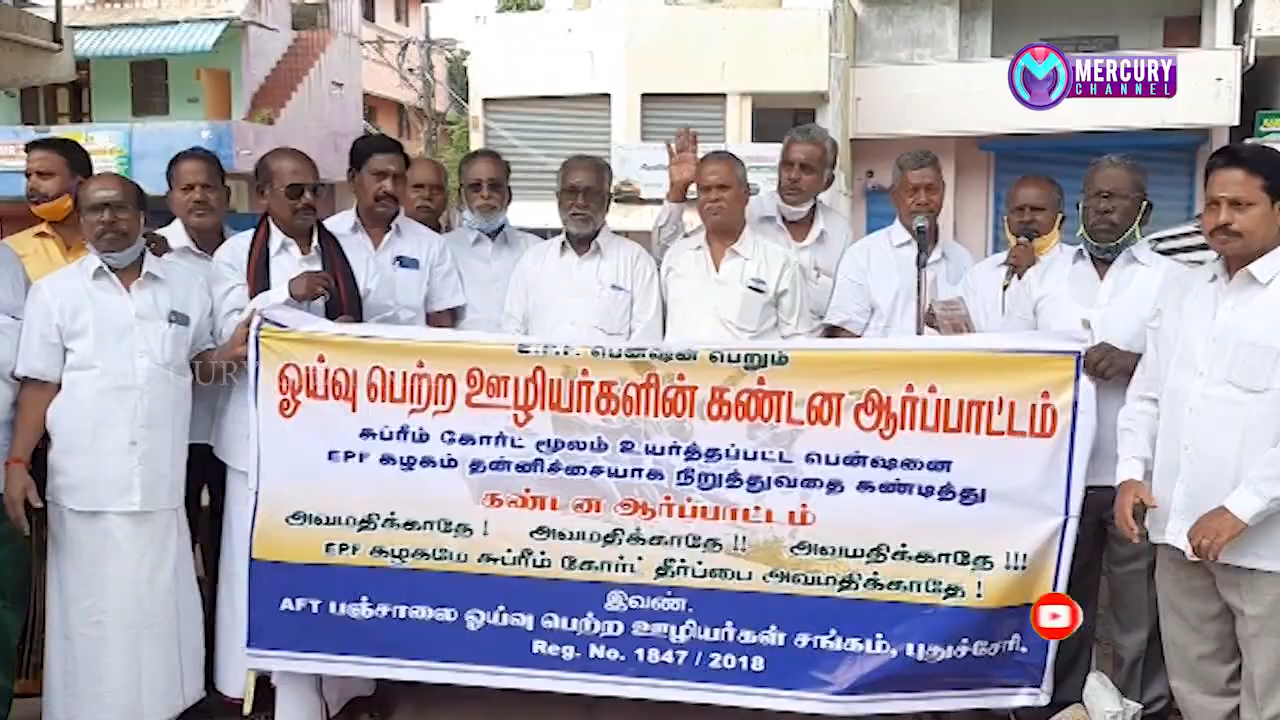 MERCURY
CHANNEL
பென்ஷன் பெறும்
ஓய்வு பெற்ற ஊழியர்களின் கண்டன ஆர்ப்பாட்டம்
சுப்ரீம் கோர்ட் மூலம் உயர்த்தப்பட்ட பென்ஷனை
EPF கழகம் தன்னிச்சையாக நிறுத்துவதை கண்டித்து
கண்டன ஆர்ப்பாட்டம்
அவமதிக்காதே ! அவமதிக்காதே !! அவமதிக்காதே !!!
EPF கழகமே சுப்ரீம் கோர்ட் தீர்ப்பை அவமதிக்காதே !
இவண்.
AFT பஞ்சாலை ஓய்வு பெற்ற ஊழியர்கள் சங்கம், புதுச்சேரி.
Reg. No. 1847 / 2018